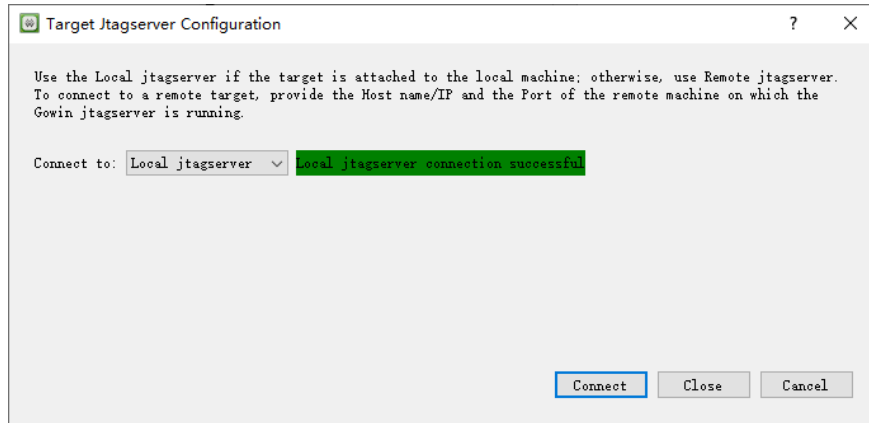 Target Jtagserver Configuration
Use the Local jtagserver if the target is attached to the local machine; otherwise, use Remote jtagserver.
To connect to a remote target, provide the Host name/IP and the Port of the remote machine on which the
Gowin jtagserver is running.
Connect to: Local jtagserver Local jtagserver connection successful
Connect Close Cancel